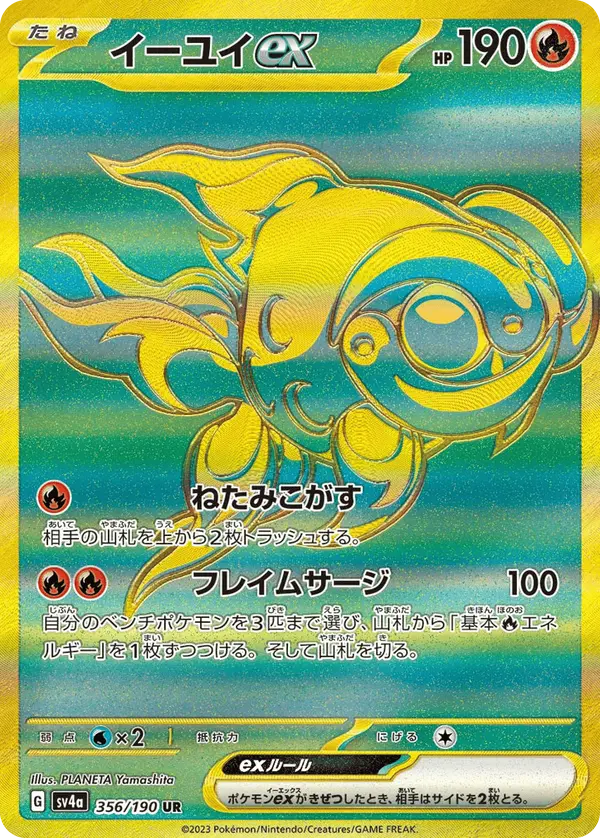 たね
イーユイex
HP 190
ねたみこがす
相手の山札を上から2枚トラッシュする。
フレイムサージ 100
自分のベンチポケモンを3匹まで選び、山札から「基本エネ
ルギー」を1枚ずつつける。そして山札を切る。
弱点 ×2 抵抗力 にげる
exルール
ポケモンexがきぜつしたとき、相手はサイドを2枚とる。
Illus. PLANETA Yamashita
G sv4a 356/190 UR
©2023 Pokémon/Nintendo/Creatures/GAME FREAK.